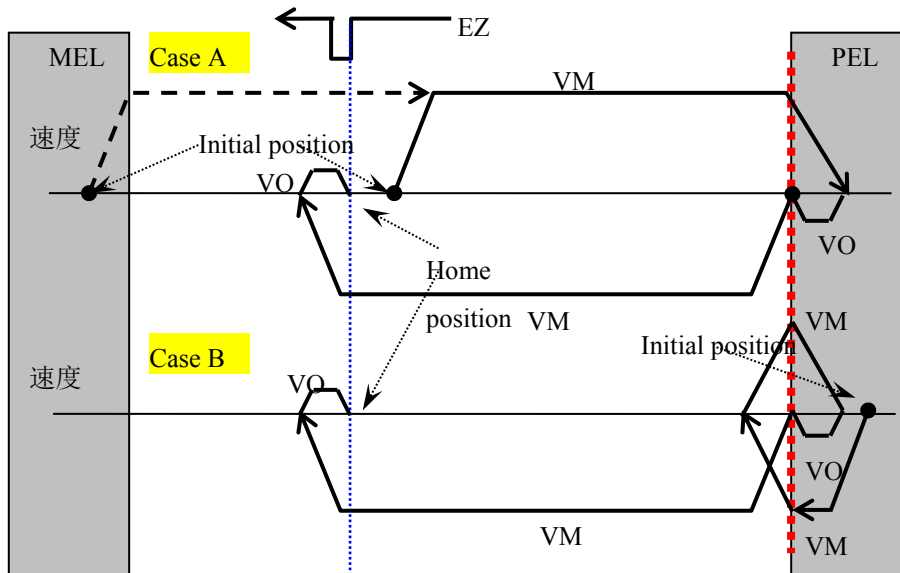 EZ
MEL
Case A
VM
PEL
速度
Initial position
VO
VO
Home
position
VM
VM
Initial position
Case B
速度
VO
VO
VM
VM